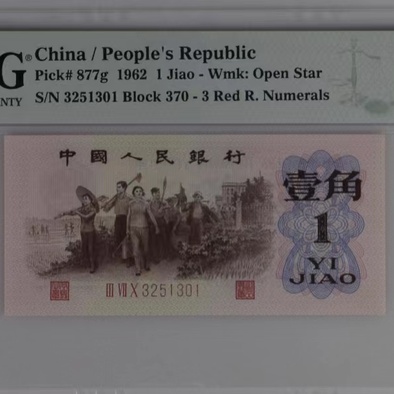 G® China / People's Republic
Pick# 877g 1962 1 Jiao - Wmk: Open Star
NTY S/N 3251301 Block 370 - 3 Red R. Numerals
中國人民銀行
壹角
1
YI
JIAO
III VII X 3251301